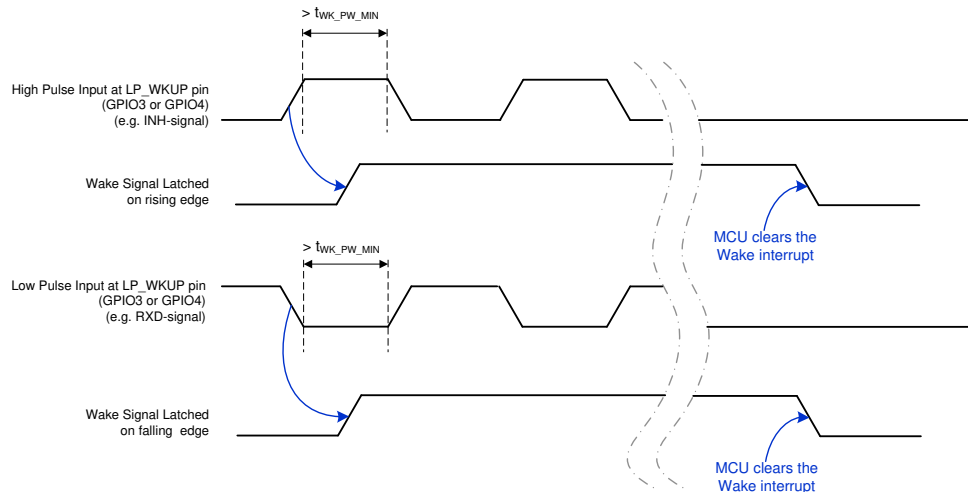 > tWK_PW_MIN
High Pulse Input at LP_WKUP pin
(GPIO3 or GPIO4)
(e.g. INH-signal)
Wake Signal Latched
on rising edge
MCU clears the
Wake interrupt
> tWK_PW_MIN
Low Pulse Input at LP_WKUP pin
(GPIO3 or GPIO4)
(e.g. RXD-signal)
Wake Signal Latched
on falling edge
MCU clears the
Wake interrupt